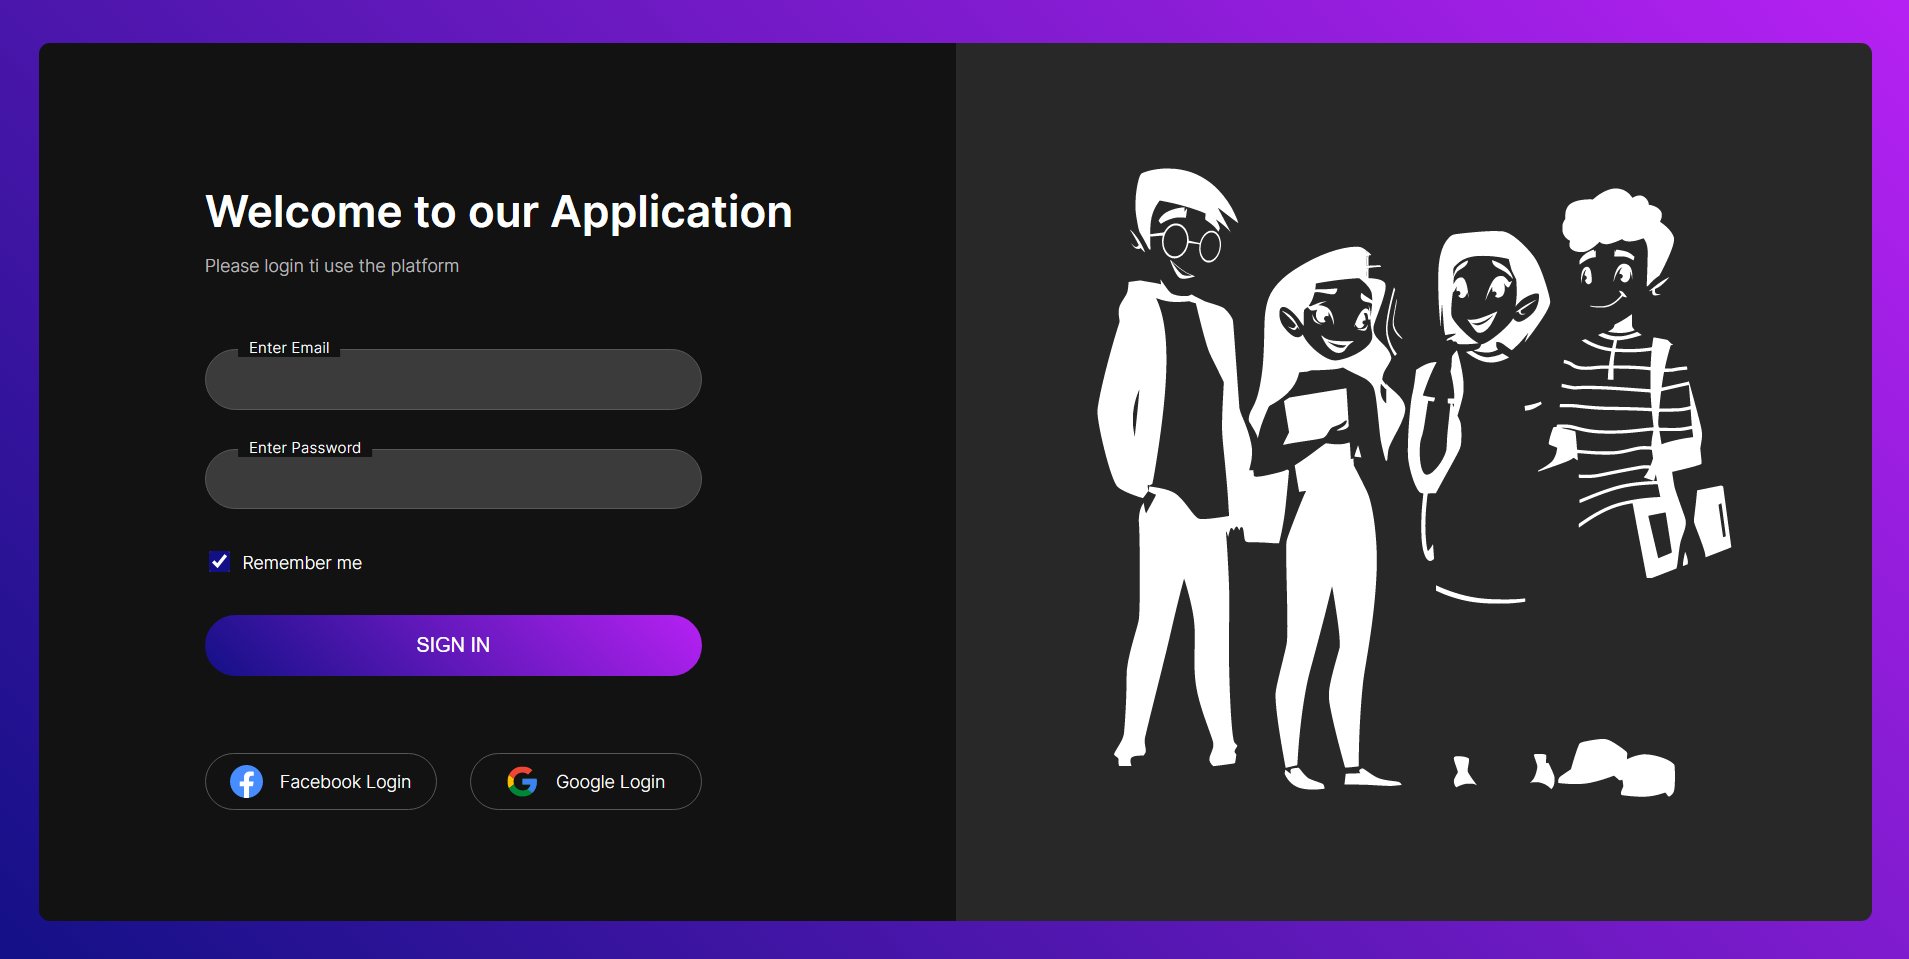 Welcome to our Application
Please login ti use the platform
Enter Email
Enter Password
Remember me
SIGN IN
Facebook Login
Google Login